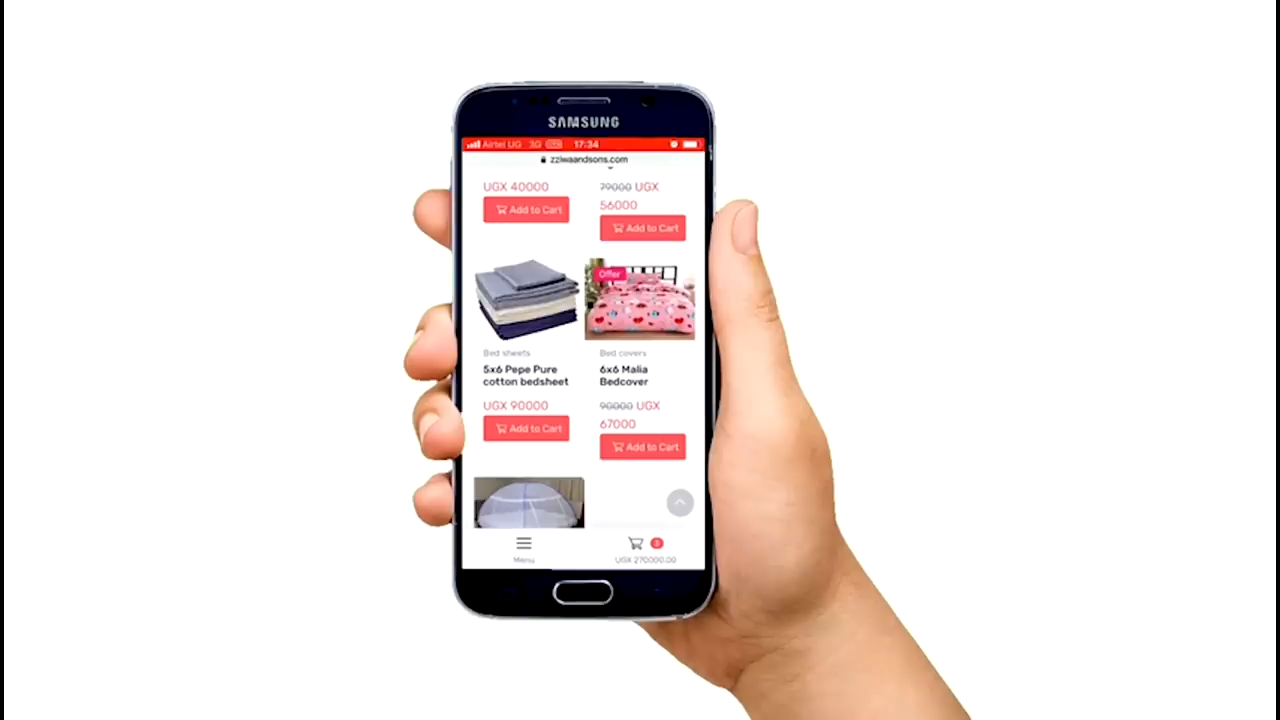 SAMSUNG
Airtel UG 3G 17:34
zziwaandsons.com
UGX 40000
Add to Cart
79000 UGX
56000
Add to Cart
Offer
Bed sheets
5x6 Pepe Pure
cotton bedsheet
UGX 90000
Add to Cart
Bed covers
6x6 Malia
Bedcover
90000 UGX
67000
Add to Cart
Menu
3
UGX 270000.00